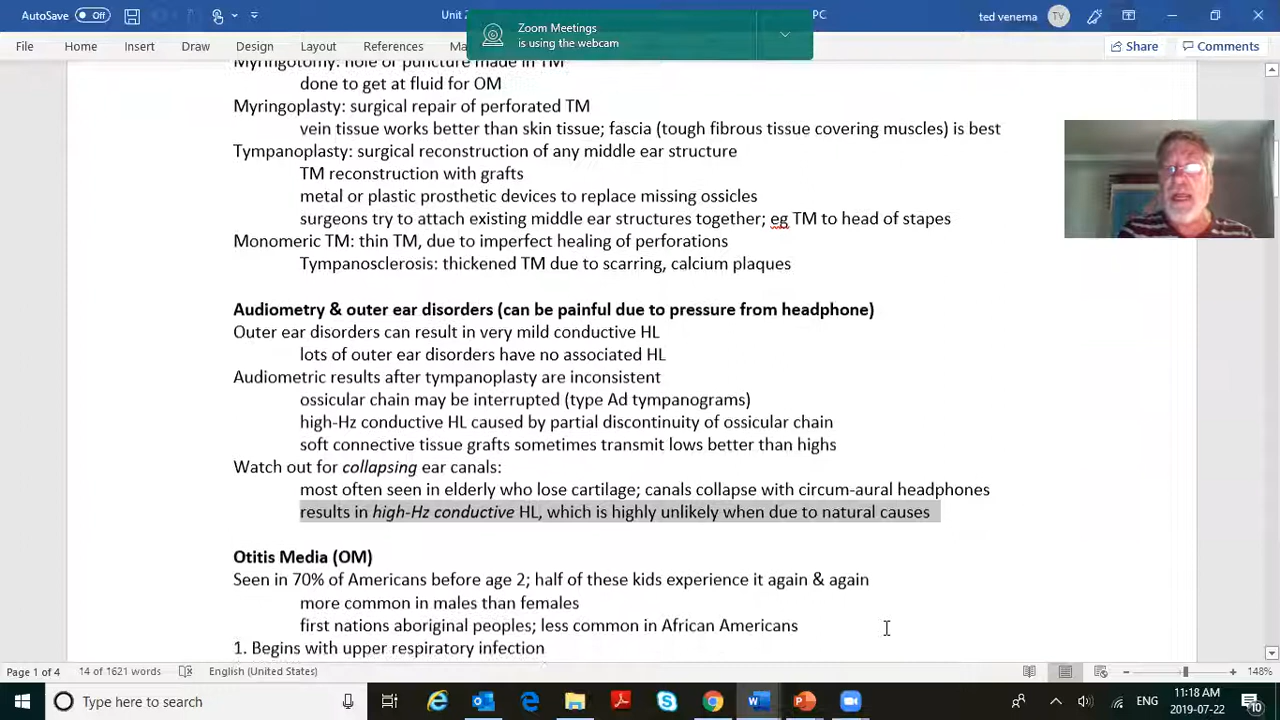 AutoSave Off
Unit 2
PC
ted venema TV
Zoom Meetings
is using the webcam
File Home Insert Draw Design Layout References Ma
Share Comments
Myringotomy: hole or puncture made in TM
done to get at fluid for OM
Myringoplasty: surgical repair of perforated TM
vein tissue works better than skin tissue; fascia (tough fibrous tissue covering muscles) is best
Tympanoplasty: surgical reconstruction of any middle ear structure
TM reconstruction with grafts
metal or plastic prosthetic devices to replace missing ossicles
surgeons try to attach existing middle ear structures together; eg TM to head of stapes
Monomeric TM: thin TM, due to imperfect healing of perforations
Tympanosclerosis: thickened TM due to scarring, calcium plaques
Audiometry & outer ear disorders (can be painful due to pressure from headphone)
Outer ear disorders can result in very mild conductive HL
lots of outer ear disorders have no associated HL
Audiometric results after tympanoplasty are inconsistent
ossicular chain may be interrupted (type Ad tympanograms)
high-Hz conductive HL caused by partial discontinuity of ossicular chain
soft connective tissue grafts sometimes transmit lows better than highs
Watch out for collapsing ear canals:
most often seen in elderly who lose cartilage; canals collapse with circum-aural headphones
results in high-Hz conductive HL, which is highly unlikely when due to natural causes
Otitis Media (OM)
Seen in 70% of Americans before age 2; half of these kids experience it again & again
more common in males than females
first nations aboriginal peoples; less common in African Americans
1. Begins with upper respiratory infection
Page 1 of 4 14 of 1621 words English (United States) 148%
Type here to search
ENG
11:18 AM
2019-07-22
10